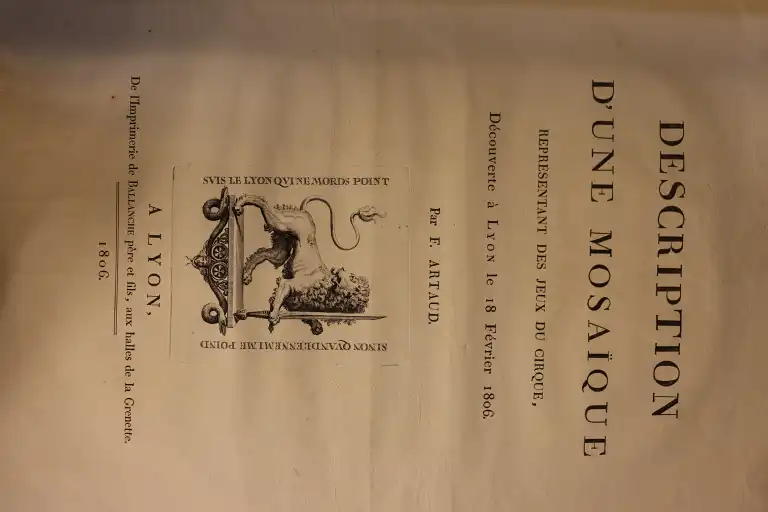 DESCRIPTION
D'UNE MOSAÏQUE
REPRÉSENTANT DES JEUX DU CIRQUE,
Découverte à LYON le 18 Février 1806.
Par F. ARTAUD.
SVIS LE LYON QVI NE MORDS POINT
SINON QVAND L'ENNEMI ME POIND
A LYON,
De l'Imprimerie de BALLANCHE père et fils, aux halles de la Grenette.
1806.